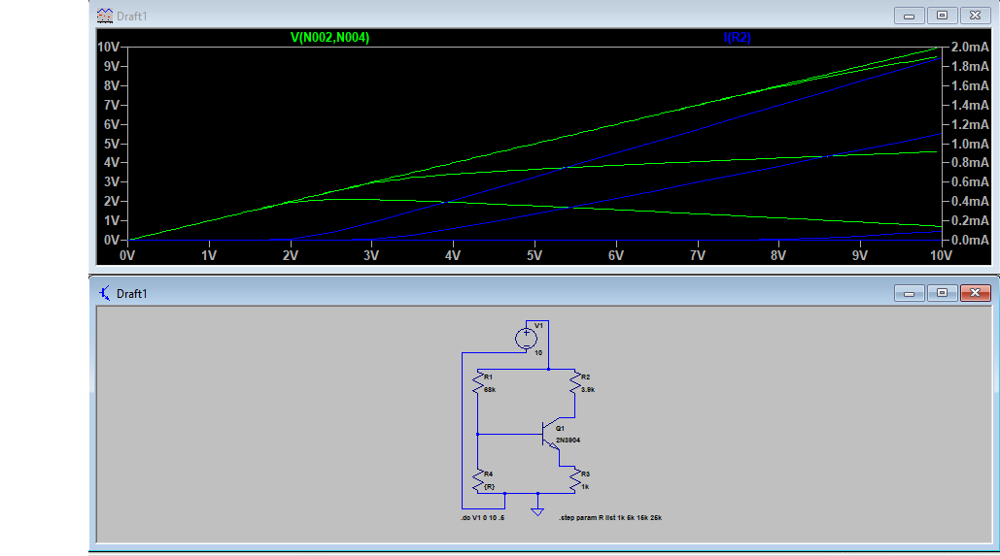 Draft1
V(N002,N004) I(R2)
10V 2.0mA
9V 1.8mA
8V 1.6mA
7V 1.4mA
6V 1.2mA
5V 1.0mA
4V 0.8mA
3V 0.6mA
2V 0.4mA
1V 0.2mA
0V 0.0mA
0V 1V 2V 3V 4V 5V 6V 7V 8V 9V 10V
Draft1
V1
10
R1 R2
68k 3.9k
Q1
2N3904
R4 R3
{R} 1k
.do V1 0 10 .5 .step param R list 1k 5k 15k 25k